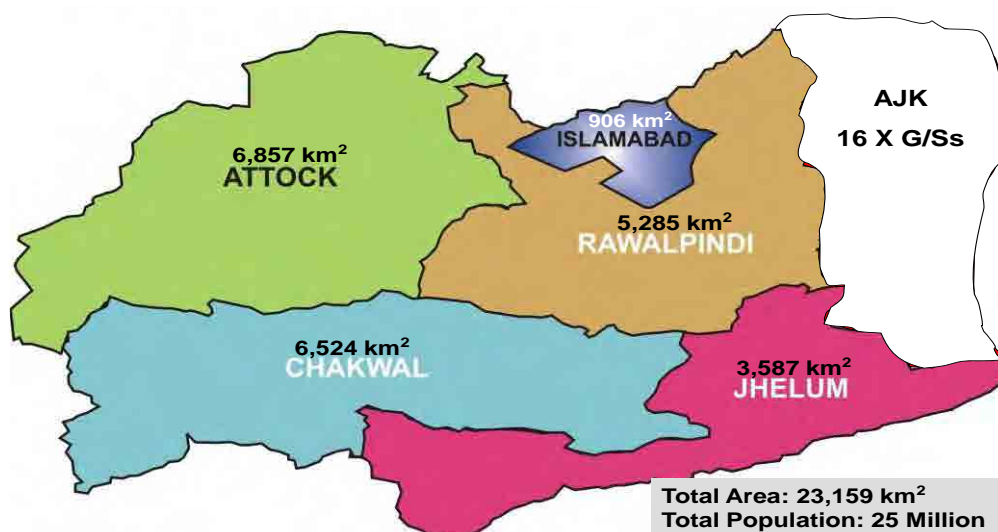 AJK
16 X G/Ss
906 km²
ISLAMABAD
6,857 km²
ATTOCK
5,285 km²
RAWALPINDI
6,524 km²
CHAKWAL
3,587 km²
JHELUM
Total Area: 23,159 km²
Total Population: 25 Million